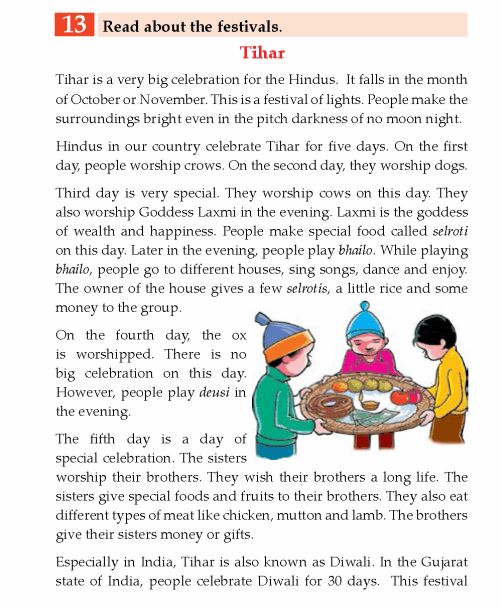 13 Read about the festivals.
Tihar
Tihar is a very big celebration for the Hindus. It falls in the month
of October or November. This is a festival of lights. People make the
surroundings bright even in the pitch darkness of no moon night.
Hindus in our country celebrate Tihar for five days. On the first
day, people worship crows. On the second day, they worship dogs.
Third day is very special. They worship cows on this day. They
also worship Goddess Laxmi in the evening. Laxmi is the goddess
of wealth and happiness. People make special food called selroti
on this day. Later in the evening, people play bhailo. While playing
bhailo, people go to different houses, sing songs, dance and enjoy.
The owner of the house gives a few selrotis, a little rice and some
money to the group.
On the fourth day, the ox
is worshipped. There is no
big celebration on this day.
However, people play deusi in
the evening.
The fifth day is a day of
special celebration. The sisters
worship their brothers. They wish their brothers a long life. The
sisters give special foods and fruits to their brothers. They also eat
different types of meat like chicken, mutton and lamb. The brothers
give their sisters money or gifts.
Especially in India, Tihar is also known as Diwali. In the Gujarat
state of India, people celebrate Diwali for 30 days. This festival